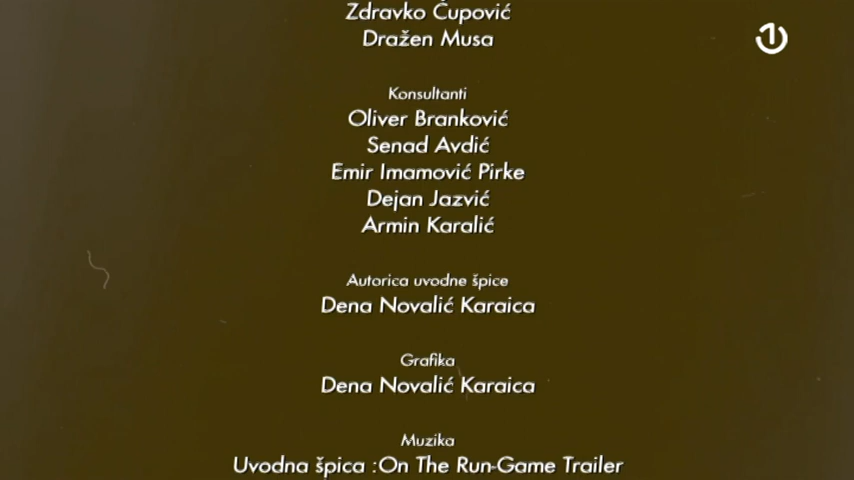 Zdravko Čupović
Dražen Musa
Konsultanti
Oliver Branković
Senad Avdić
Emir Imamović Pirke
Dejan Jazvić
Armin Karalić
Autorica uvodne špice
Dena Novalić Karaica
Grafika
Dena Novalić Karaica
Muzika
Uvodna špica :On The Run-Game Trailer